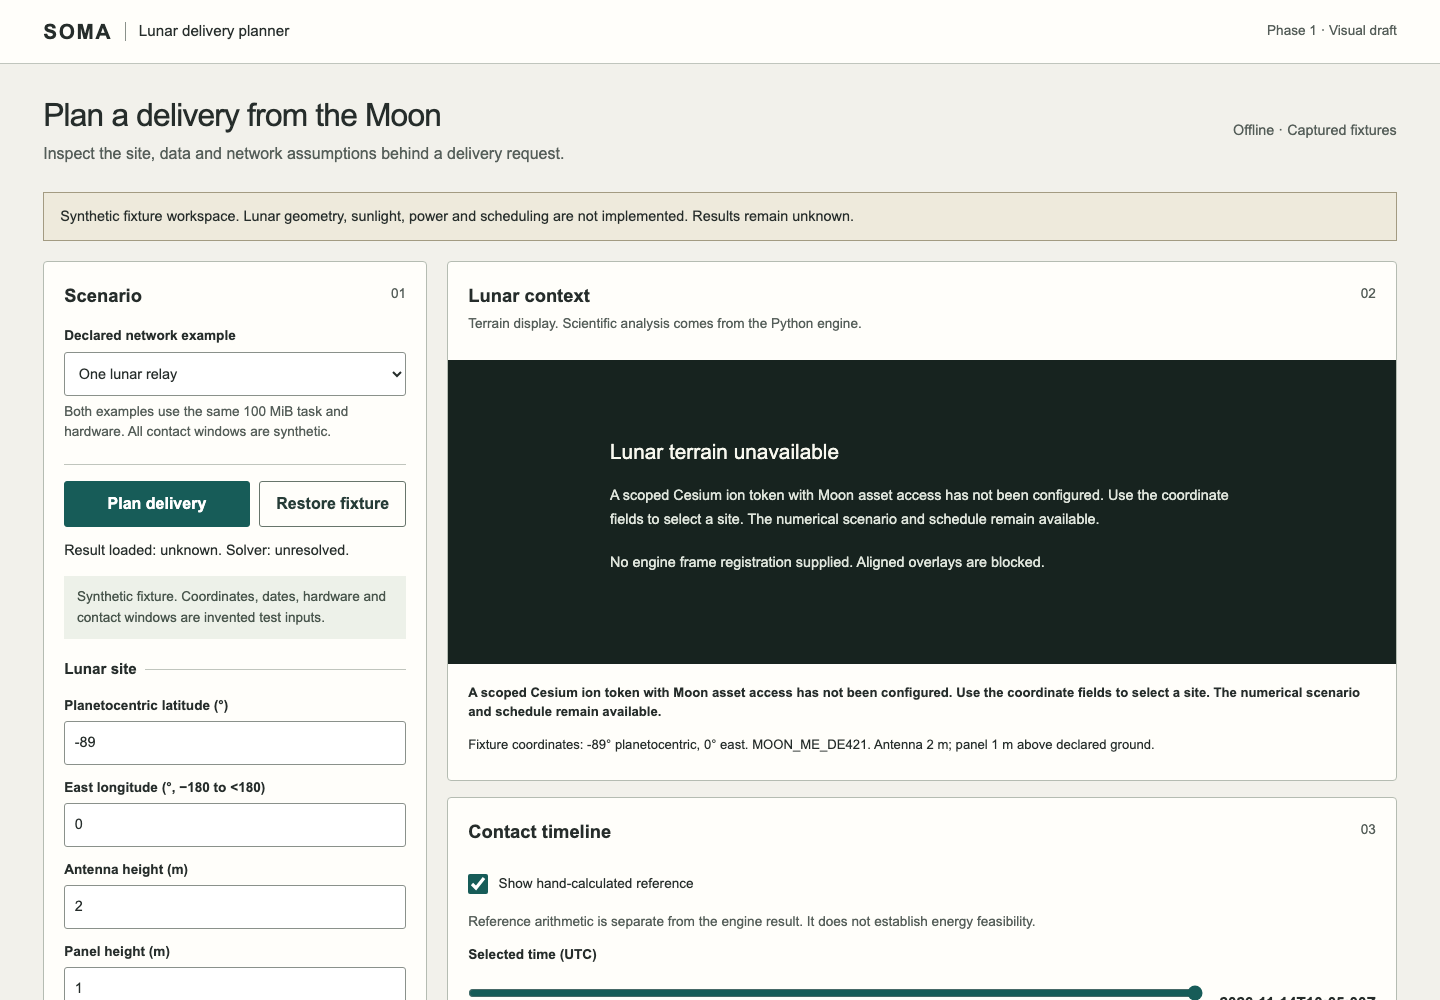 SOMA
Lunar delivery planner
Phase 1 · Visual draft
Plan a delivery from the Moon
Inspect the site, data and network assumptions behind a delivery request.
Offline · Captured fixtures
Synthetic fixture workspace. Lunar geometry, sunlight, power and scheduling are not implemented. Results remain unknown.
Scenario
01
Declared network example
One lunar relay
Both examples use the same 100 MiB task and
hardware. All contact windows are synthetic.
Plan delivery
Restore fixture
Result loaded: unknown. Solver: unresolved.
Synthetic fixture. Coordinates, dates, hardware and
contact windows are invented test inputs.
Lunar site
Planetocentric latitude (°)
-89
East longitude (°, −180 to <180)
0
Antenna height (m)
2
Panel height (m)
1
Lunar context
02
Terrain display. Scientific analysis comes from the Python engine.
Lunar terrain unavailable
A scoped Cesium ion token with Moon asset access has not been configured. Use the coordinate
fields to select a site. The numerical scenario and schedule remain available.
No engine frame registration supplied. Aligned overlays are blocked.
A scoped Cesium ion token with Moon asset access has not been configured. Use the coordinate fields to select a site. The numerical scenario
and schedule remain available.
Fixture coordinates: -89° planetocentric, 0° east. MOON_ME_DE421. Antenna 2 m; panel 1 m above declared ground.
Contact timeline
03
Show hand-calculated reference
Reference arithmetic is separate from the engine result. It does not establish energy feasibility.
Selected time (UTC)